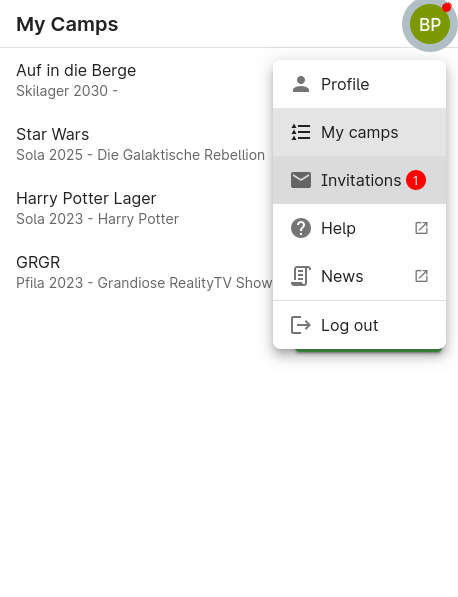 My Camps
BP
Auf in die Berge
Skilager 2030 -
Star Wars
Sola 2025 - Die Galaktische Rebellion
Harry Potter Lager
Sola 2023 - Harry Potter
GRGR
Pfila 2023 - Grandiose RealityTV Show
Profile
My camps
Invitations 1
Help
News
Log out